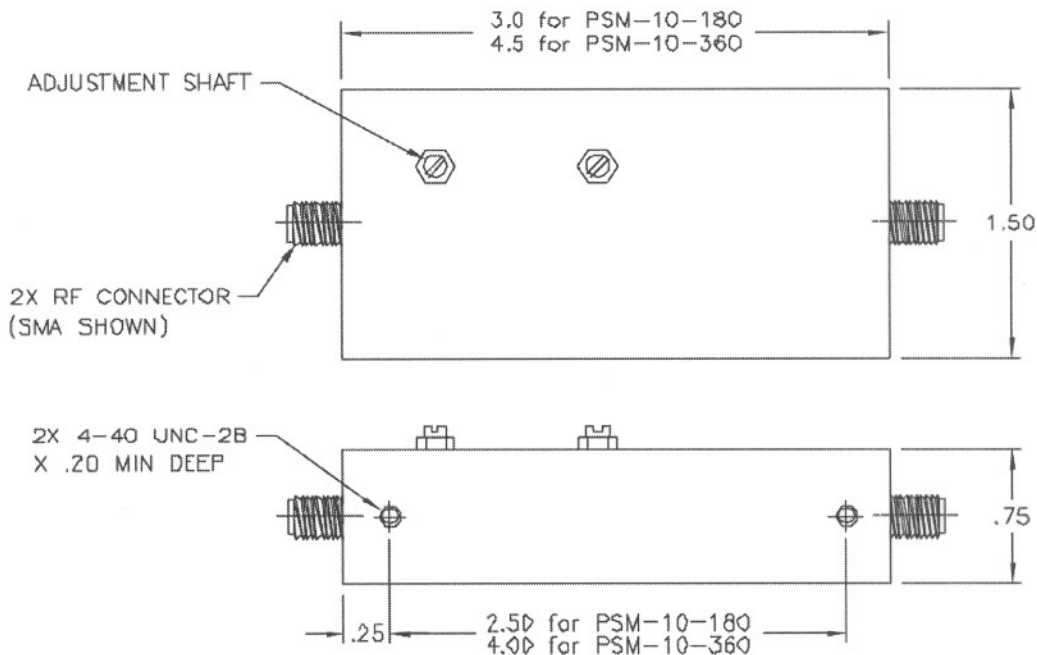 3.0 for PSM-10-180
4.5 for PSM-10-360
ADJUSTMENT SHAFT
1.50
2X RF CONNECTOR
(SMA SHOWN)
2X 4-40 UNC-2B
X .20 MIN DEEP
.75
.25
2.50 for PSM-10-180
4.00 for PSM-10-360